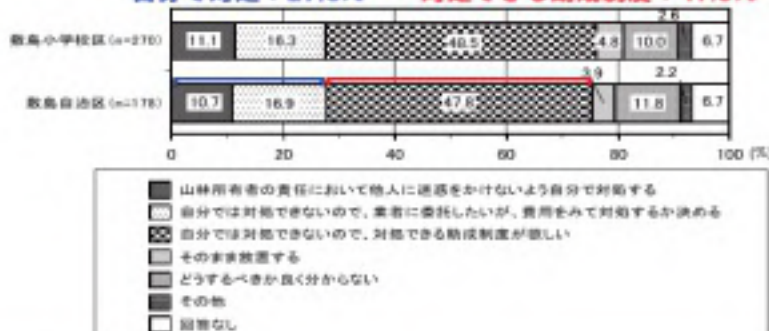 2.6
敷島小学校区(n=270) 11.1 16.3 48.5 4.8 10.0 6.7
3.9 2.2
敷島自治区(n=178) 10.7 16.9 47.8 11.8 6.7
0 20 40 60 80 100 (%)
山林所有者の責任において他人に迷惑をかけないよう自分で対処する
自分では対処できないので、業者に委託したいが、費用をみて対処するか決める
自分では対処できないので、対処できる助成制度が欲しい
そのまま放置する
どうするべきか良く分からない
その他
回答なし